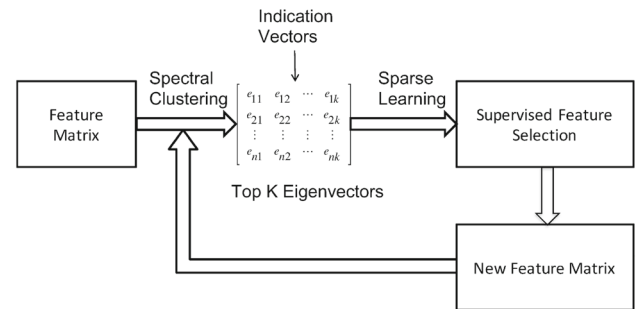 Indication
Vectors
Spectral
Clustering
Sparse
Learning
Feature
Matrix
e11 e12 ⋯ e1k
e21 e22 ⋯ e2k
⋮ ⋮ ⋮ ⋮
en1 en2 ⋯ enk
Supervised Feature
Selection
Top K Eigenvectors
New Feature Matrix